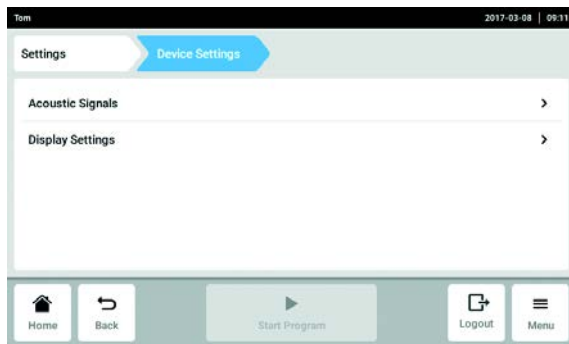 Tom 2017-03-08 | 09:11
Settings Device Settings
Acoustic Signals
Display Settings
Home Back Start Program Logout Menu